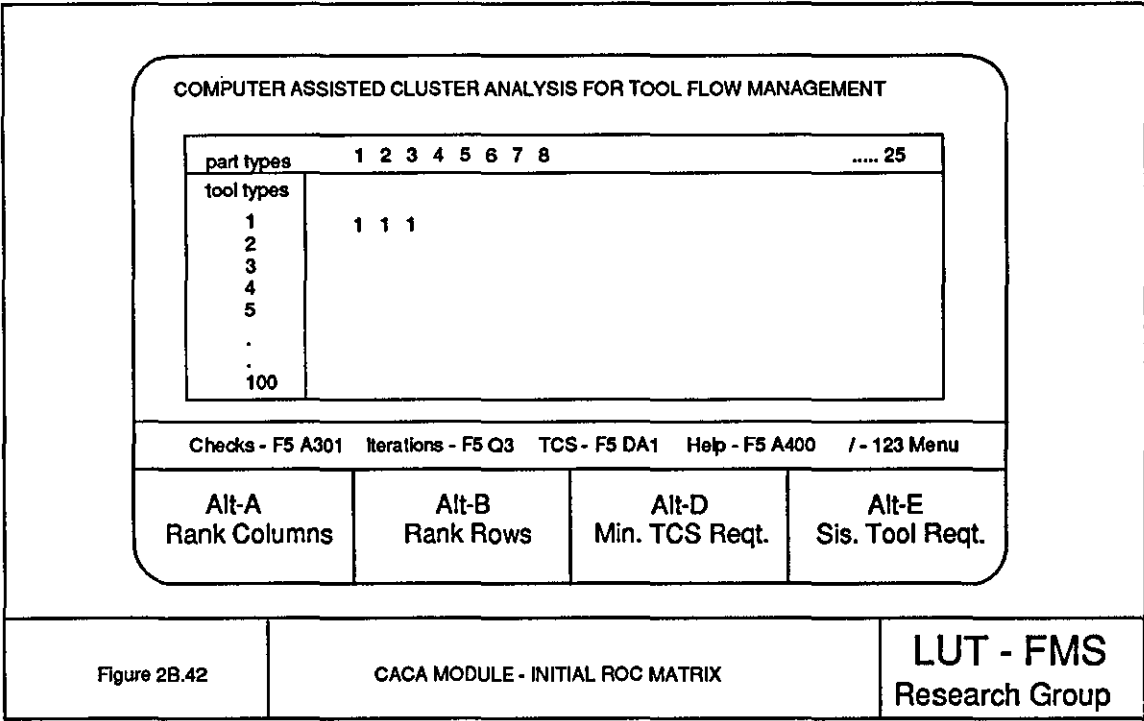 COMPUTER ASSISTED CLUSTER ANALYSIS FOR TOOL FLOW MANAGEMENT
part types 1 2 3 4 5 6 7 8 ..... 25
tool types
1 1 1 1
2
3
4
5
.
.
100
Checks - F5 A301 Iterations - F5 Q3 TCS - F5 DA1 Help - F5 A400 / - 123 Menu
Alt-A Alt-B Alt-D Alt-E
Rank Columns Rank Rows Min. TCS Reqt. Sis. Tool Reqt.
Figure 2B.42 CACA MODULE - INITIAL ROC MATRIX
LUT - FMS
Research Group